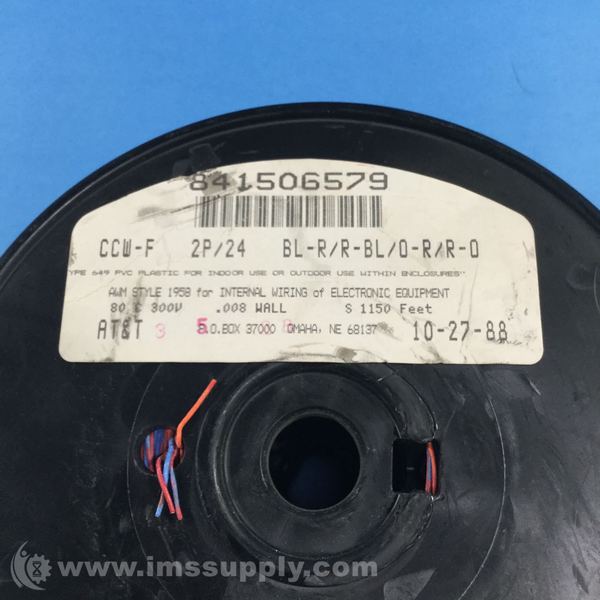 841506579
CCW-F 2P/24 BL-R/R-BL/O-R/R-O
YPE 649 PVC PLASTIC FOR INDOOR USE OR OUTDOOR USE WITHIN ENCLOSURES"
AWM STYLE 1958 for INTERNAL WIRING of ELECTRONIC EQUIPMENT
80 C 300V .008 WALL S 1150 Feet
AT&T 3 5 P.O.BOX 37000 OMAHA, NE 68137 10-27-88
© www.imssupply.com